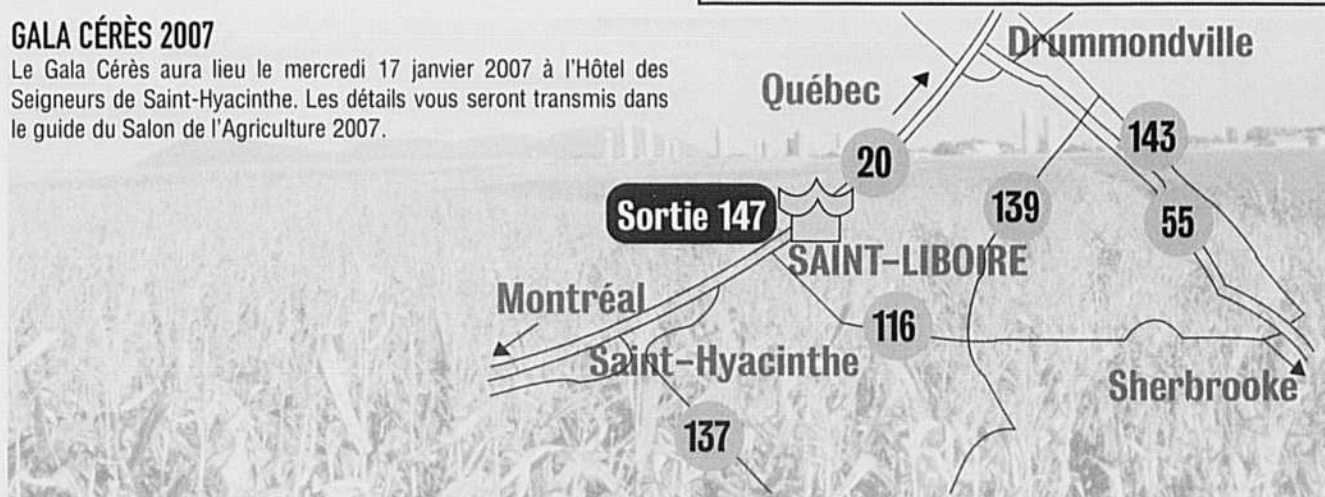 GALA CÉRÈS 2007
Le Gala Cérès aura lieu le mercredi 17 janvier 2007 à l'Hôtel des
Seigneurs de Saint-Hyacinthe. Les détails vous seront transmis dans
le guide du Salon de l'Agriculture 2007.
Drummondville
Québec
20
143
139
55
Sortie 147
SAINT-LIBOIRE
Montréal
116
Saint-Hyacinthe
Sherbrooke
137